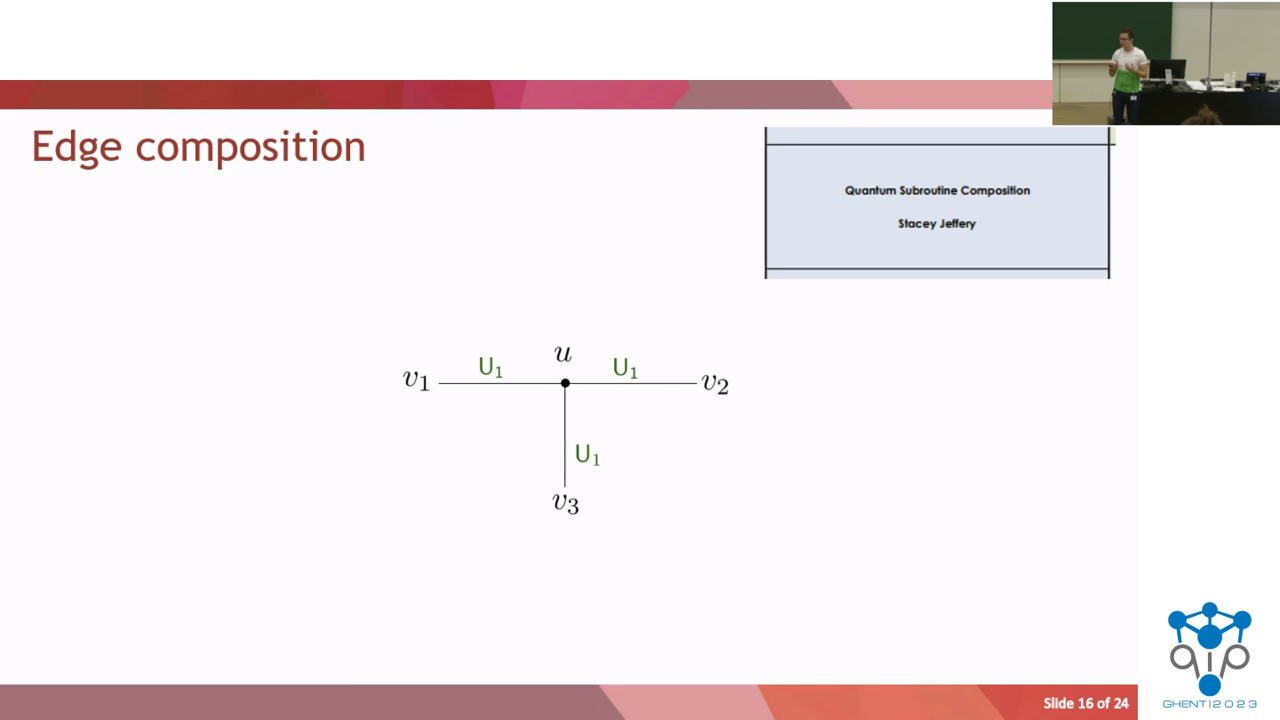 Edge composition
Quantum Subroutine Composition
Stacey Jeffery
u
v1 U1 U1 v2
U1
v3
Slide 16 of 24
qip
GHENT|2023